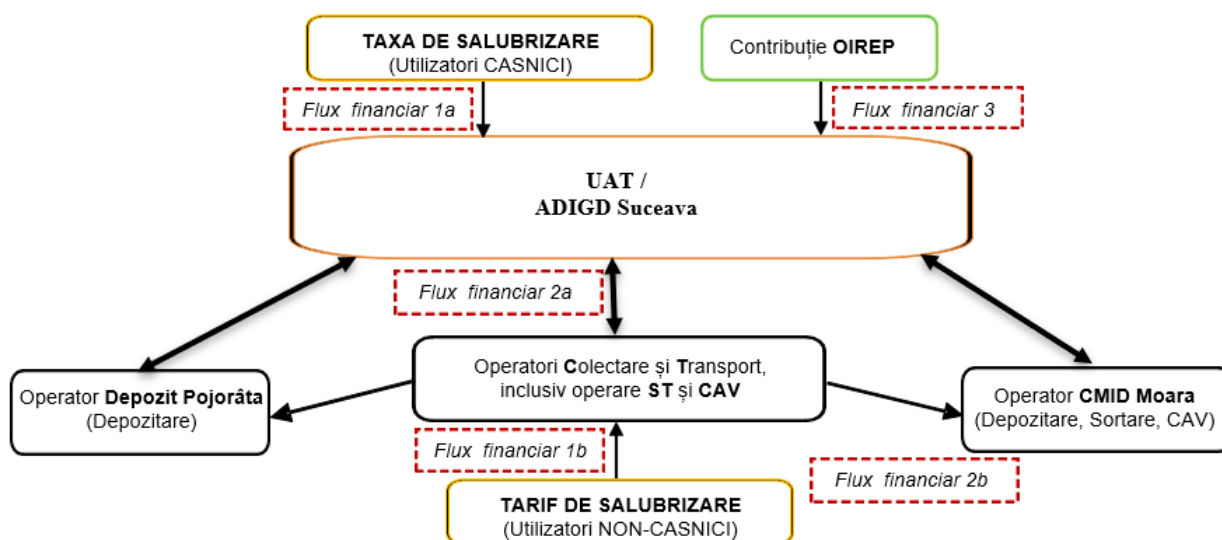 TAXA DE SALUBRIZARE
(Utilizatori CASNICI)
Contribuție OIREP
Flux financiar 1a
Flux financiar 3
UAT /
ADIGD Suceava
Flux financiar 2a
Operatori Colectare și Transport,
inclusiv operare ST și CAV
Operator Depozit Pojorâta
(Depozitare)
Operator CMID Moara
(Depozitare, Sortare, CAV)
Flux financiar 1b
Flux financiar 2b
TARIF DE SALUBRIZARE
(Utilizatori NON-CASNICI)